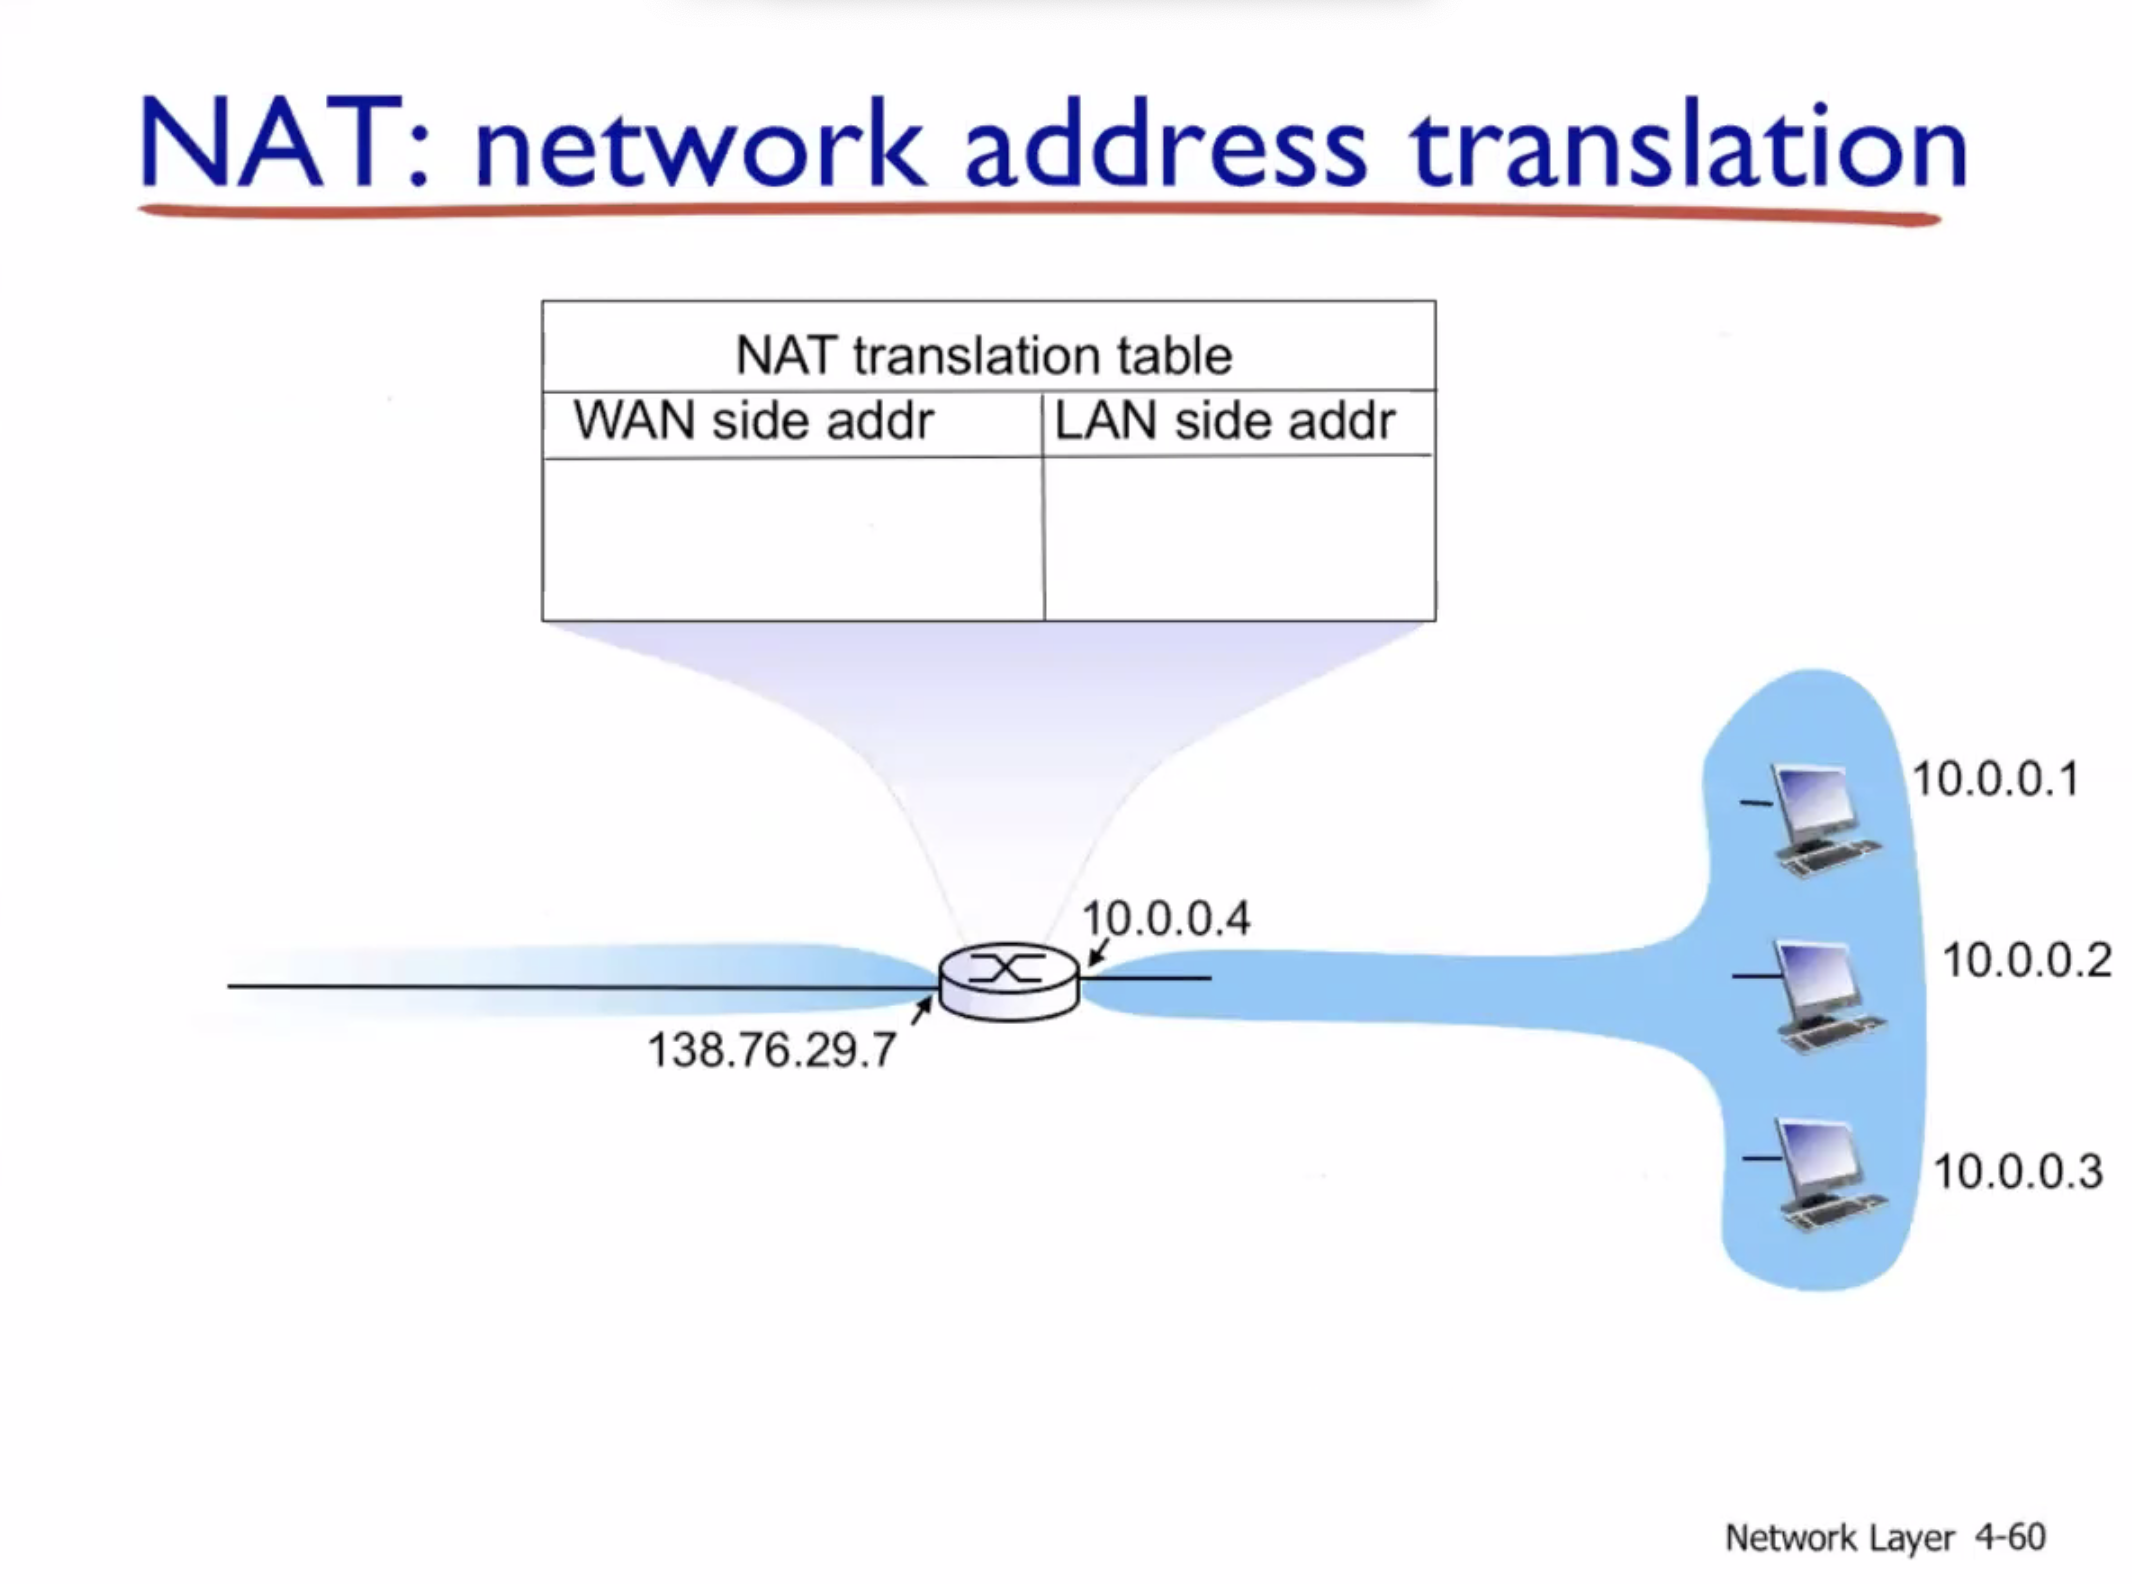 NAT: network address translation
NAT translation table
WAN side addr
LAN side addr
10.0.0.1
10.0.0.4
10.0.0.2
138.76.29.7
10.0.0.3
Network Layer 4-60